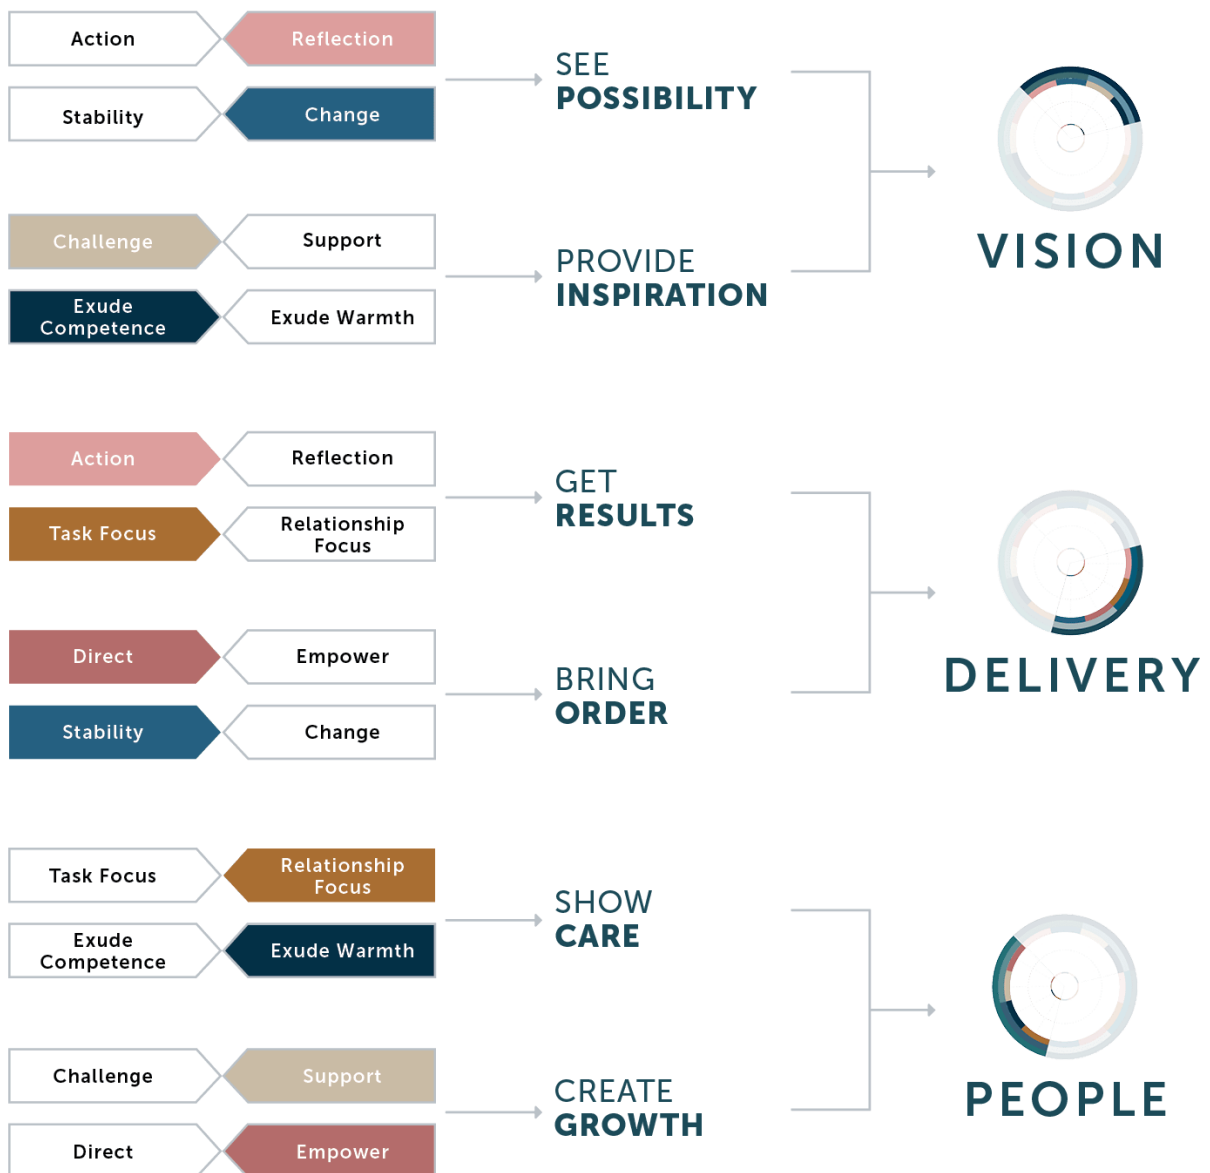 Action
Reflection
Stability
Change
SEE
POSSIBILITY
Challenge
Support
Exude
Competence
Exude Warmth
PROVIDE
INSPIRATION
VISION
Action
Reflection
Task Focus
Relationship
Focus
GET
RESULTS
Direct
Empower
Stability
Change
BRING
ORDER
DELIVERY
Task Focus
Relationship
Focus
Exude
Competence
Exude Warmth
SHOW
CARE
Challenge
Support
Direct
Empower
CREATE
GROWTH
PEOPLE